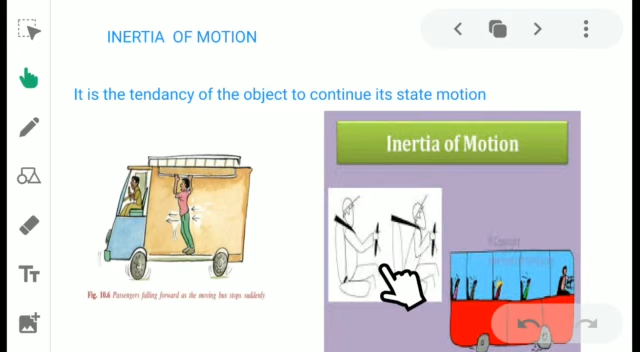 INERTIA OF MOTION
It is the tendancy of the object to continue its state motion
Inertia of Motion
Fig. 10.6 Passengers falling forward as the moving bus stops suddenly
TT